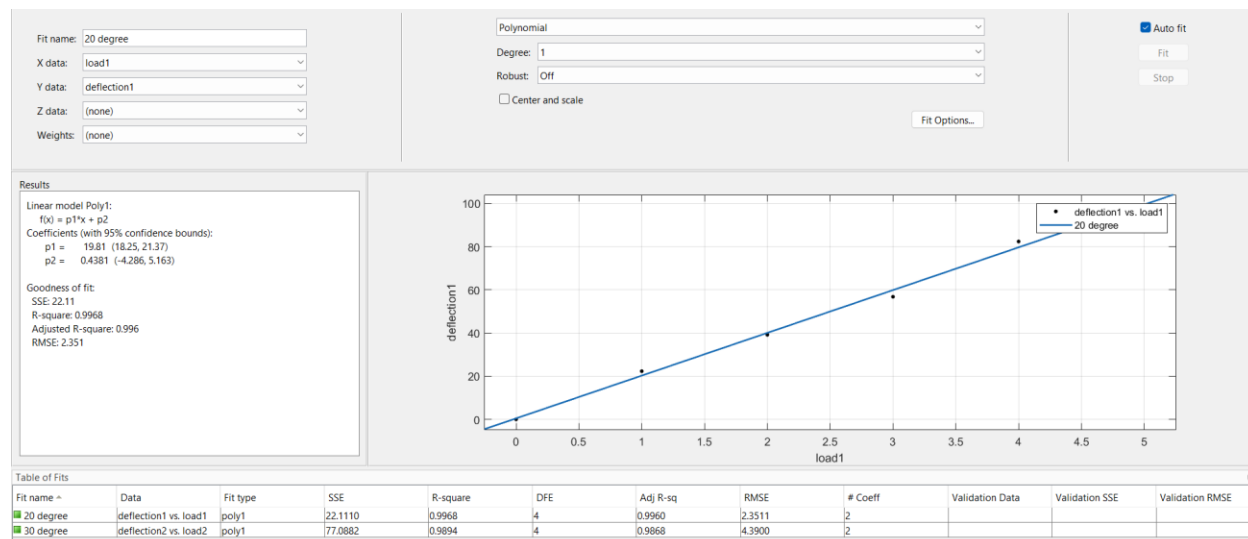 Fit name: 20 degree
X data: load1
Y data: deflection1
Z data: (none)
Weights: (none)
Polynomial
Degree: 1
Robust: Off
Center and scale
Fit Options...
Auto fit
Fit
Stop
Results
Linear model Poly1:
f(x) = p1*x + p2
Coefficients (with 95% confidence bounds):
p1 = 19.81 (18.25, 21.37)
p2 = 0.4381 (-4.286, 5.163)
Goodness of fit:
SSE: 22.11
R-square: 0.9968
Adjusted R-square: 0.996
RMSE: 2.351
deflection1 vs. load1
20 degree
100
80
60
40
20
0
deflection1
0 0.5 1 1.5 2 2.5 3 3.5 4 4.5 5
load1
Table of Fits
Fit name Data Fit type SSE R-square DFE Adj R-sq RMSE # Coeff Validation Data Validation SSE Validation RMSE
20 degree deflection1 vs. load1 poly1 22.1110 0.9968 4 0.9960 2.3511 2
30 degree deflection2 vs. load2 poly1 77.0882 0.9894 4 0.9868 4.3900 2